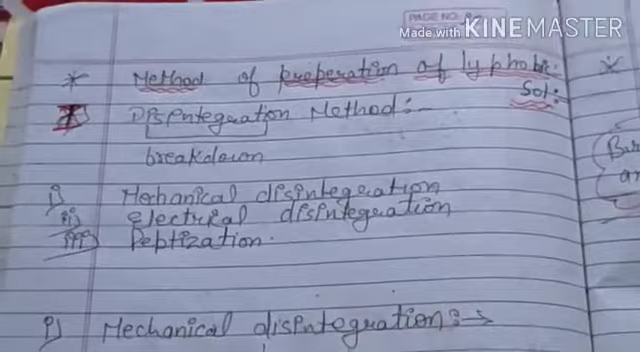 PAGE NO.
Made with KINEMASTER
* Method of preperation of lyphobic
Sol:
* Disintegration Method:-
breakdown
i) Mechanical disintegration
ii) electrical disintegration
iii) Peptization.
(Bur
i) Mechanical disintegration:->